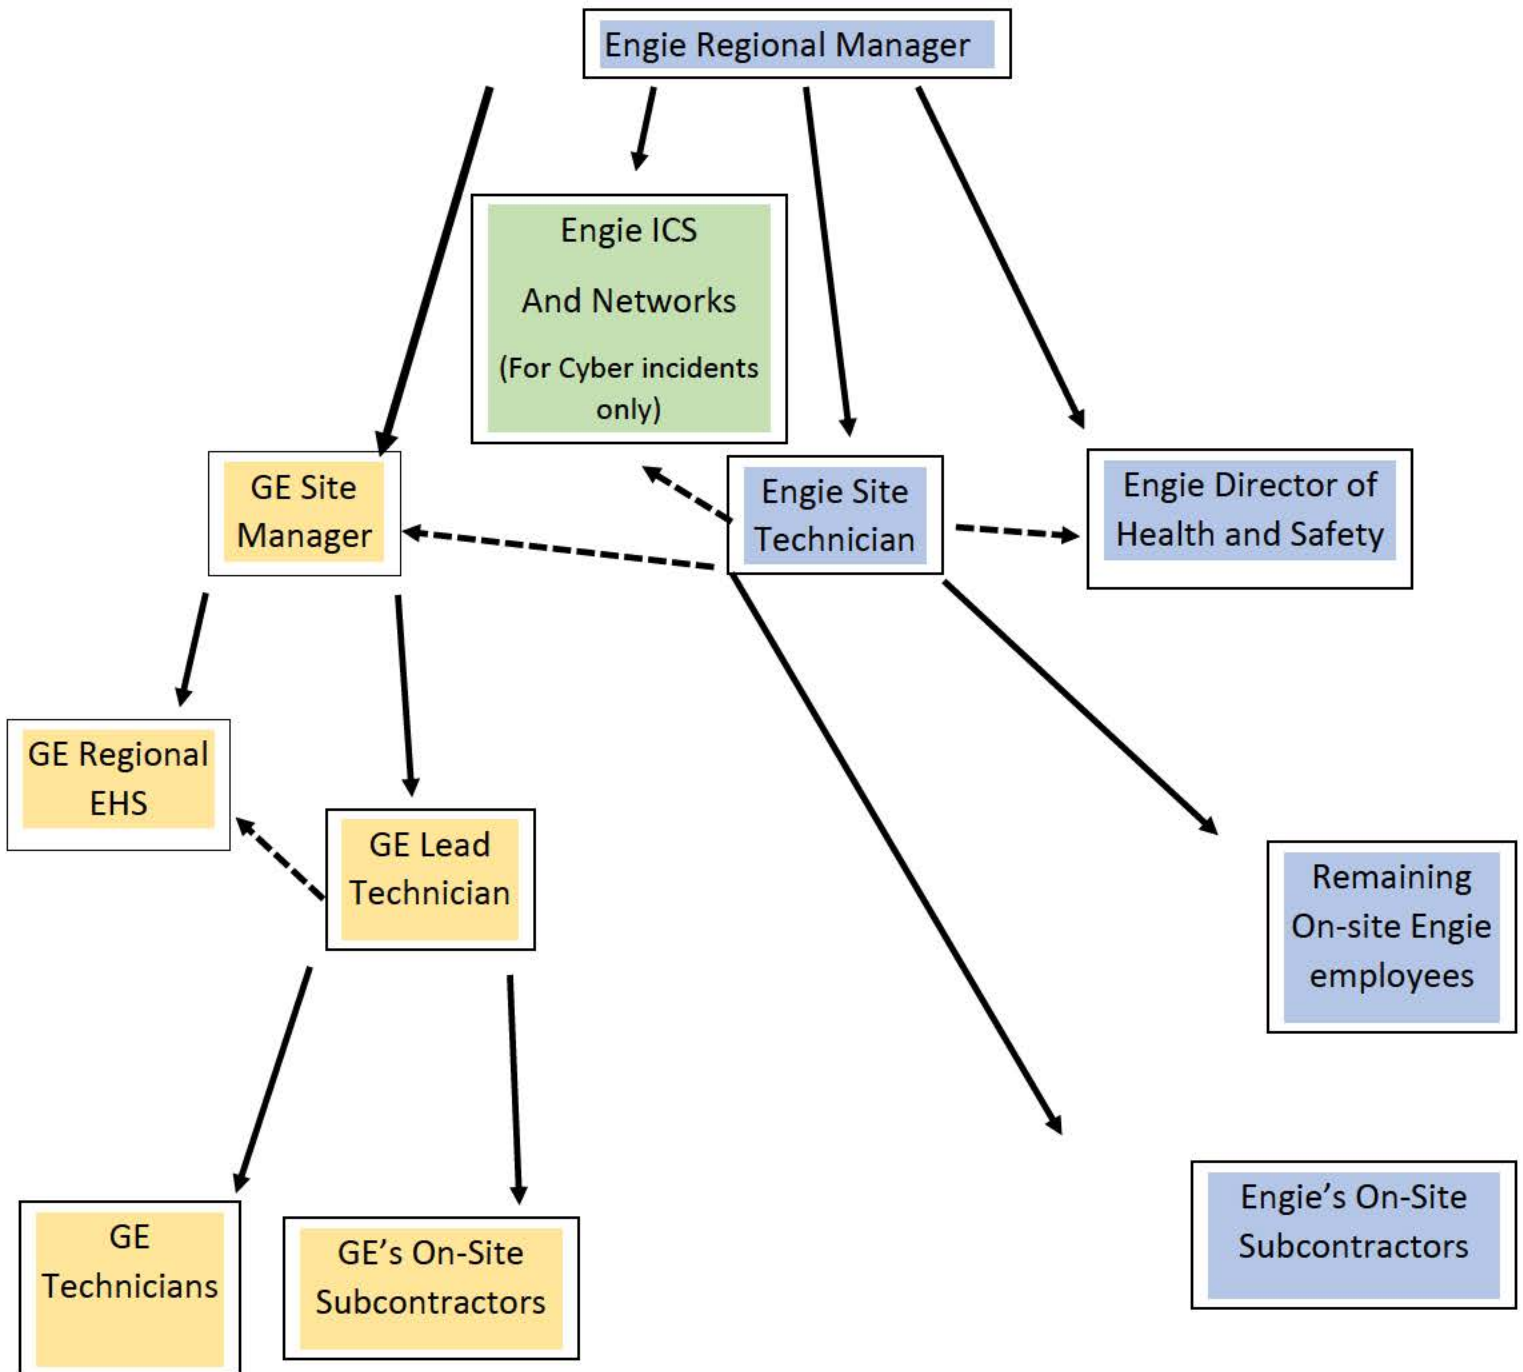 Engie Regional Manager
Engie ICS
And Networks
(For Cyber incidents
only)
GE Site
Manager
Engie Site
Technician
Engie Director of
Health and Safety
GE Regional
EHS
GE Lead
Technician
Remaining
On-site Engie
employees
GE
Technicians
GE’s On-Site
Subcontractors
Engie’s On-Site
Subcontractors